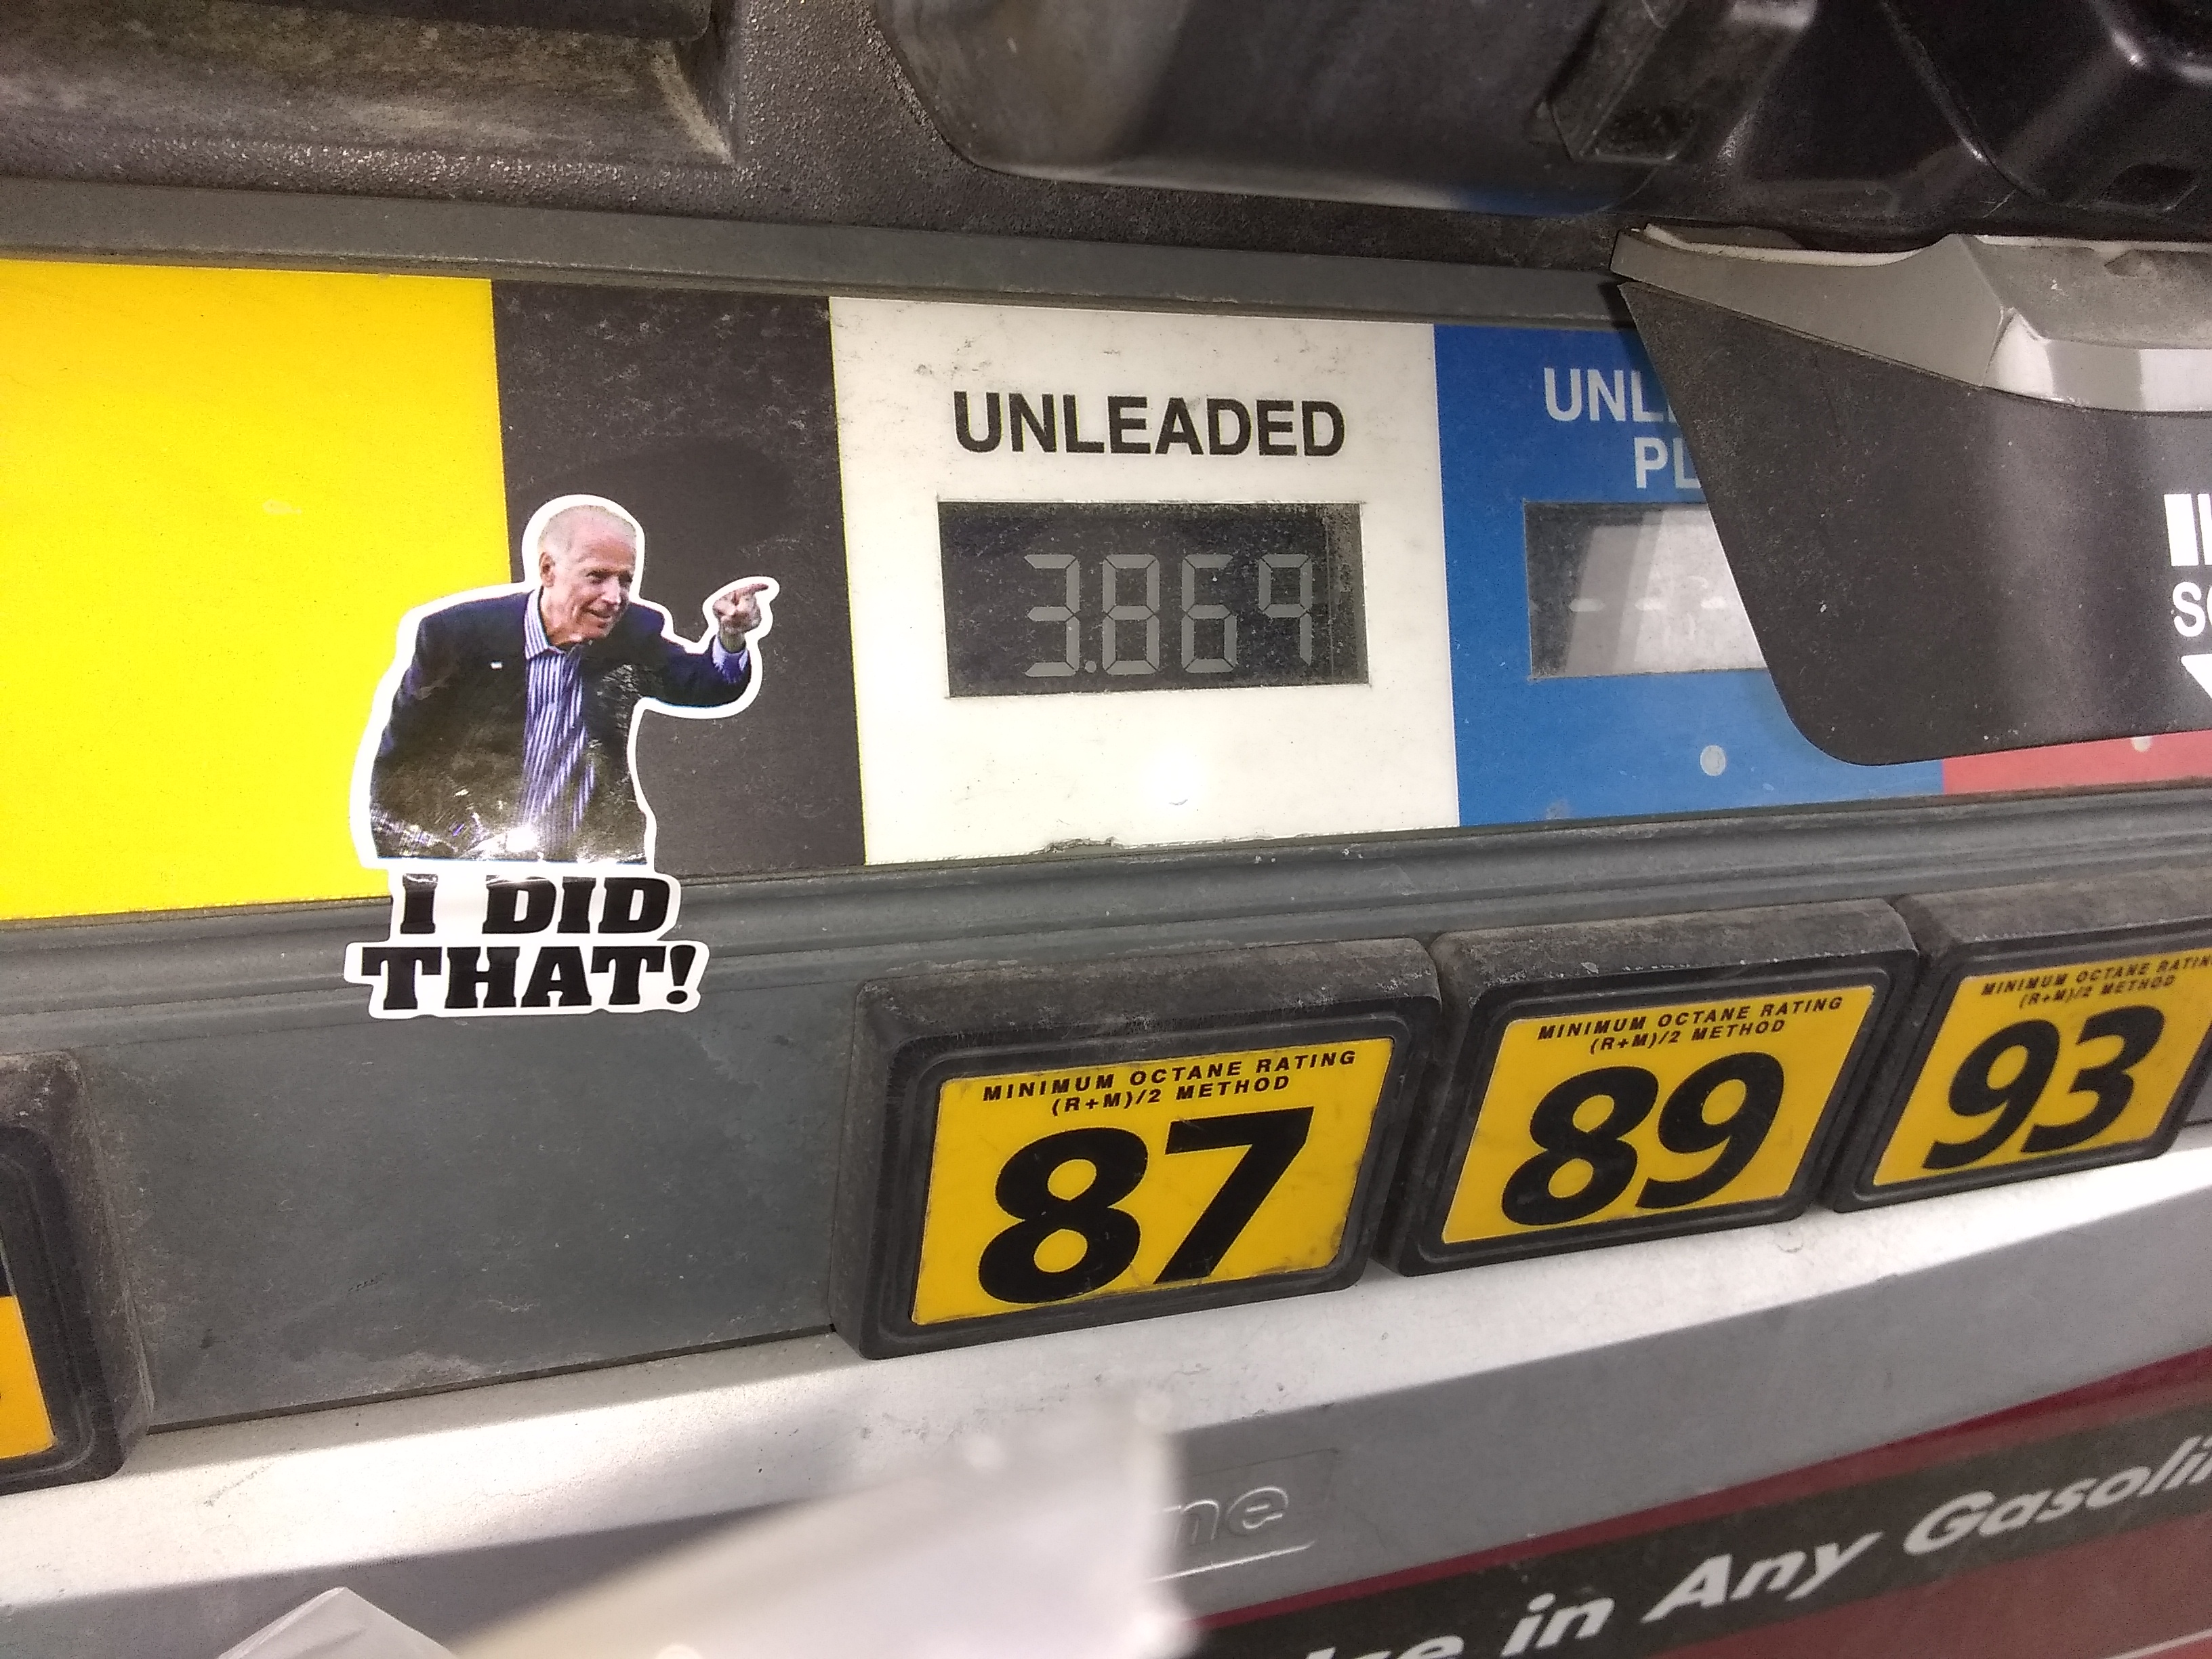 UNLEADED
3.869
I DID
THAT!
MINIMUM OCTANE RATING
(R+M)/2 METHOD
87
MINIMUM OCTANE RATING
(R+M)/2 METHOD
89
MINIMUM OCTANE RATIN
(R+M)/2 METHOD
93
in Any Gasoli